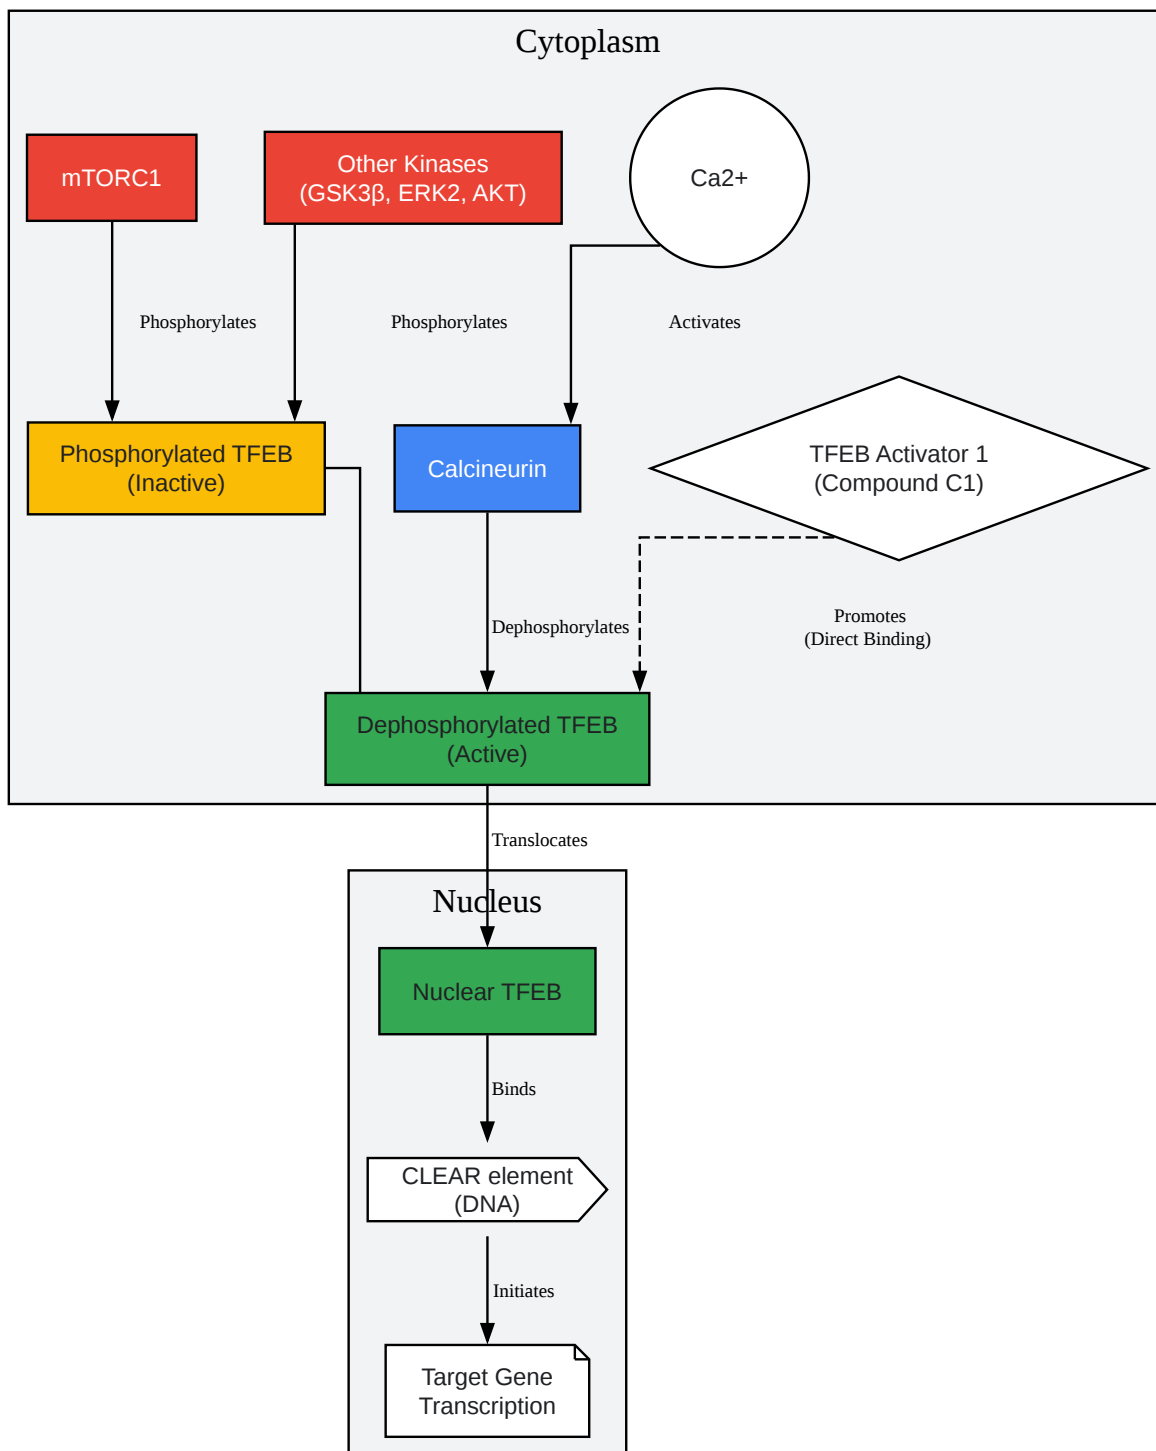 Cytoplasm
mTORC1
Other Kinases
(GSK3β, ERK2, AKT)
Ca2+
Phosphorylates
Phosphorylates
Activates
Phosphorylated TFEB
(Inactive)
Calcineurin
TFEB Activator 1
(Compound C1)
Dephosphorylates
Promotes
(Direct Binding)
Dephosphorylated TFEB
(Active)
Translocates
Nucleus
Nuclear TFEB
Binds
CLEAR element
(DNA)
Initiates
Target Gene
Transcription